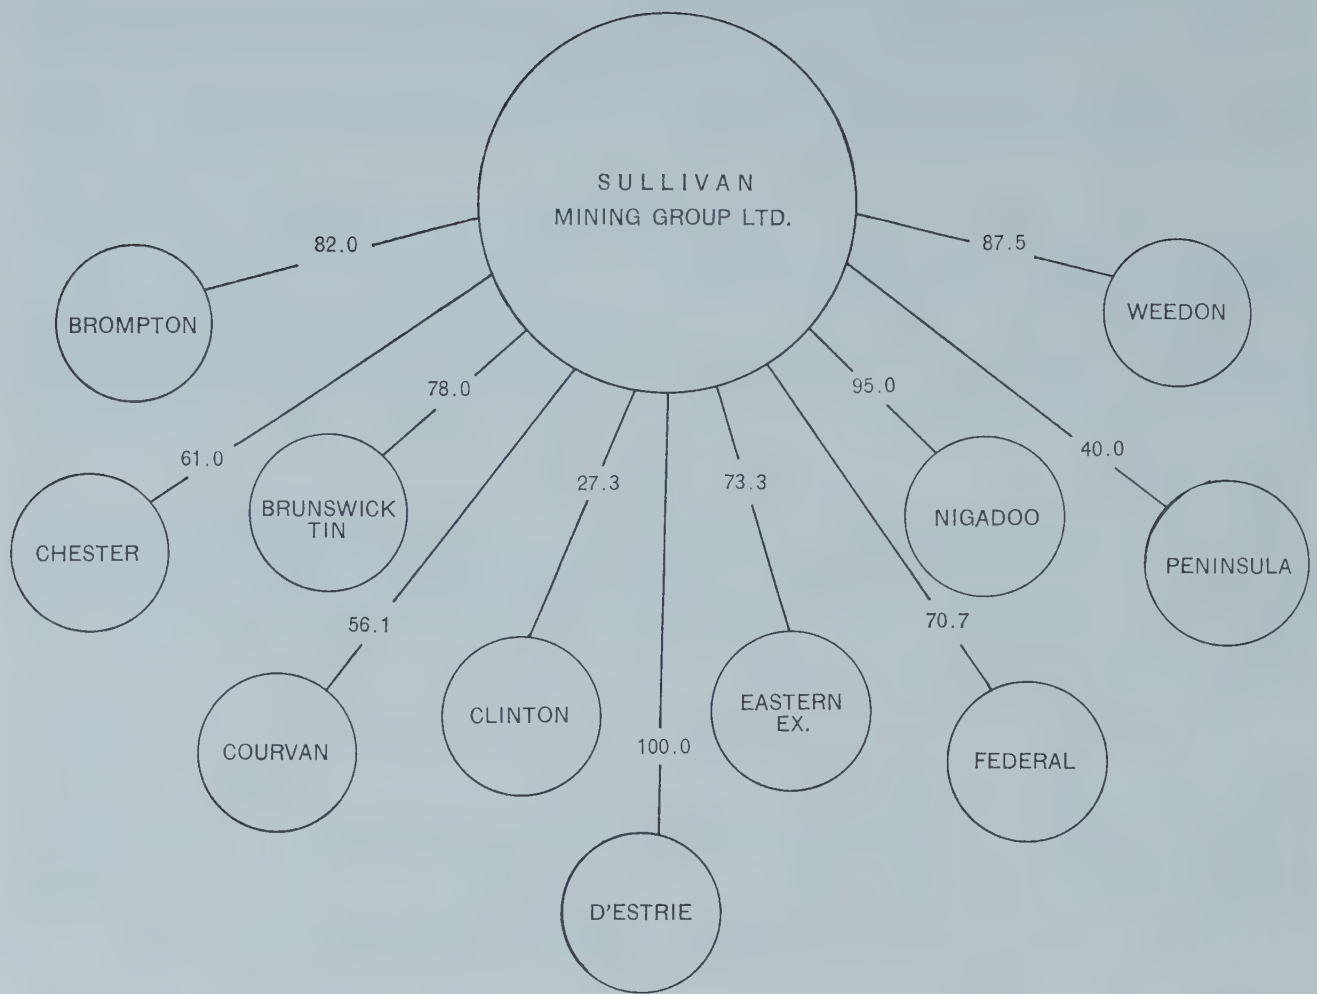 SULLIVAN
MINING GROUP LTD.
82.0
87.5
BROMPTON
WEEDON
78.0
95.0
61.0
40.0
27.3
73.3
BRUNSWICK
TIN
NIGADOO
CHESTER
PENINSULA
56.1
70.7
CLINTON
EASTERN
EX.
COURVAN
100.0
FEDERAL
D'ESTRIE